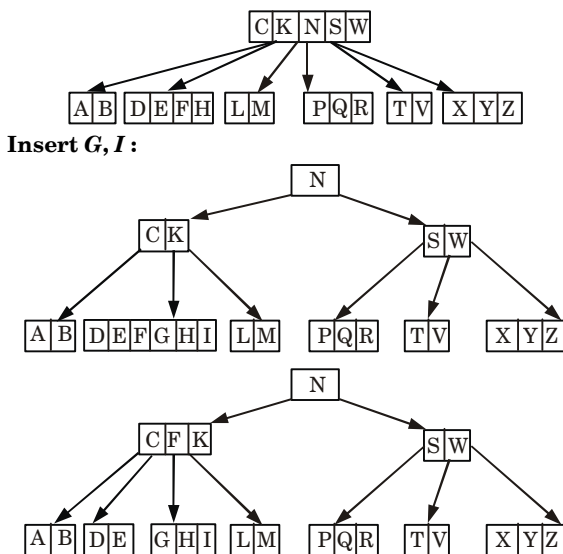 C K N S W
A B D E F H L M P Q R T V X Y Z
Insert G, I :
N
C K S W
A B D E F G H I L M P Q R T V X Y Z
N
C F K S W
A B D E G H I L M P Q R T V X Y Z